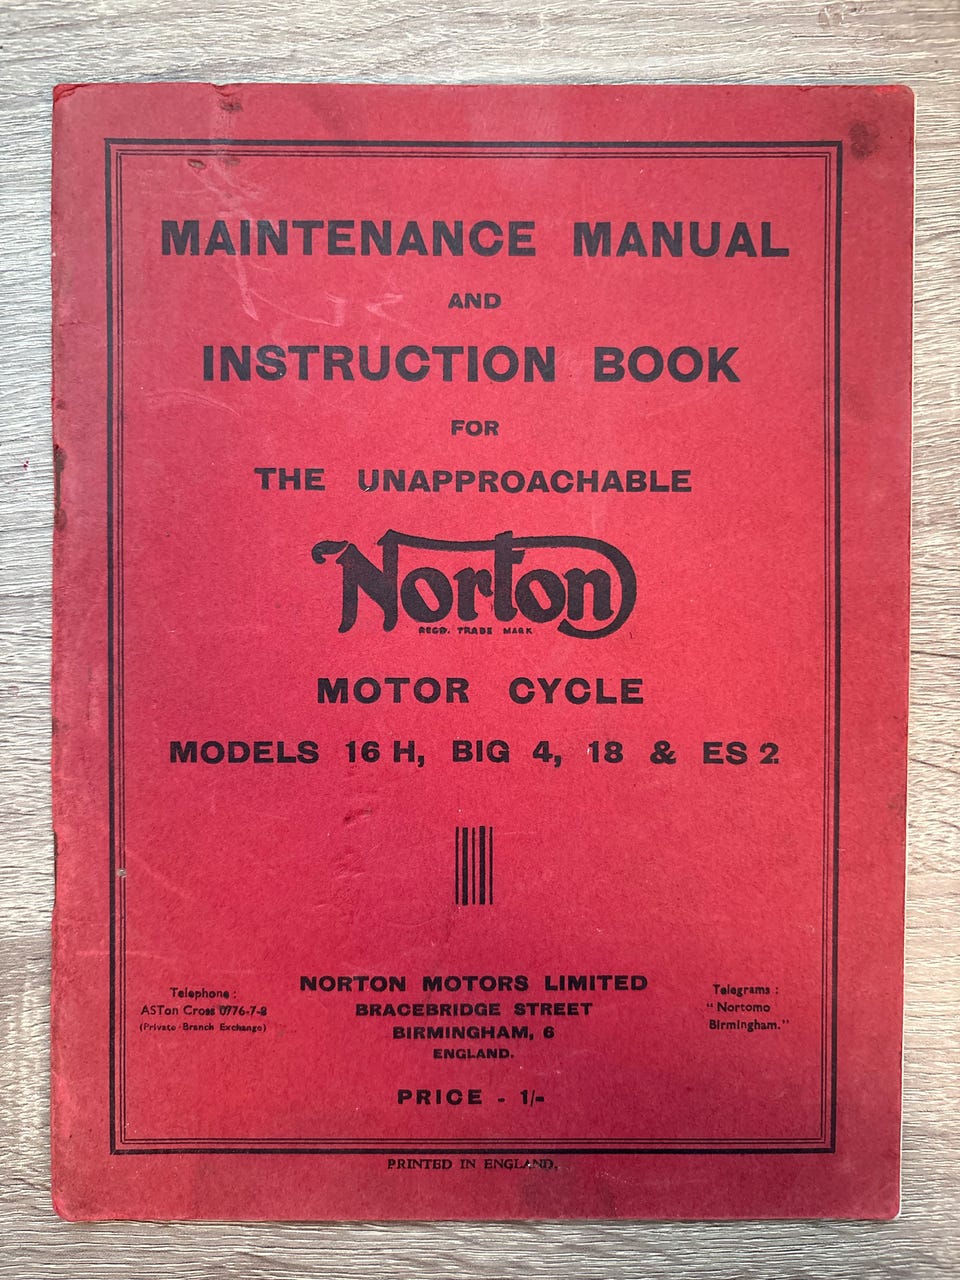 MAINTENANCE MANUAL
AND
INSTRUCTION BOOK
FOR
THE UNAPPROACHABLE
Norton
REGD. TRADE MARK
MOTOR CYCLE
MODELS 16 H, BIG 4, 18 & ES 2.
NORTON MOTORS LIMITED
BRACEBRIDGE STREET
BIRMINGHAM, 6
ENGLAND.
Telephone :
ASTon Cross 0776-7-8
(Private Branch Exchange)
Telegrams :
"Nortomo
Birmingham."
PRICE - 1/-
PRINTED IN ENGLAND.